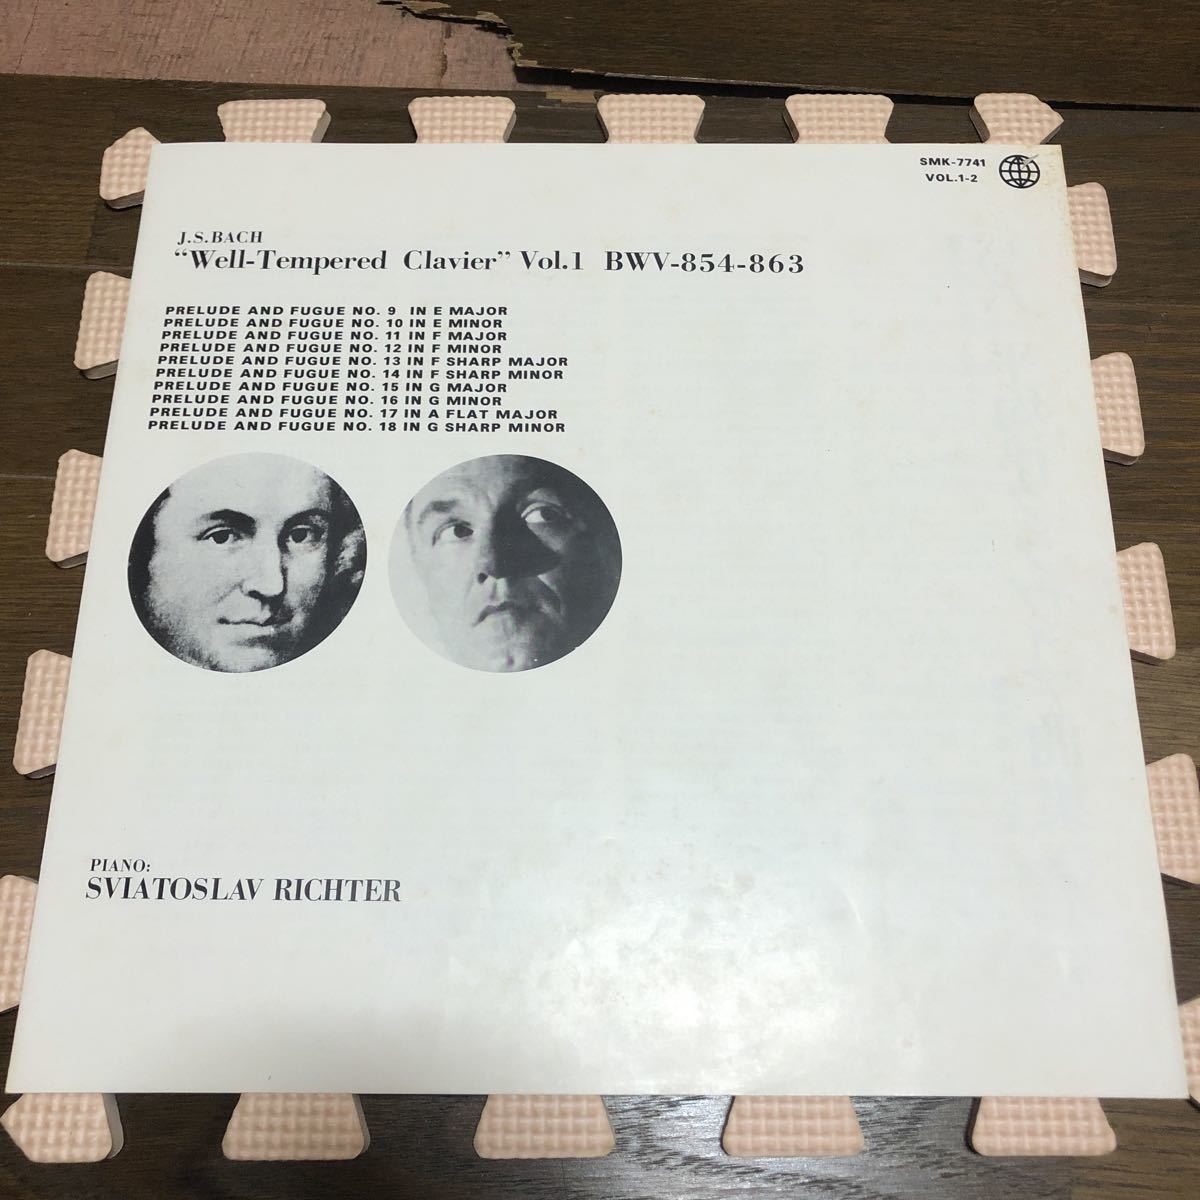 SMK-7741
VOL.1-2
J.S.BACH
“Well-Tempered Clavier” Vol.1 BWV-854-863
PRELUDE AND FUGUE NO. 9 IN E MAJOR
PRELUDE AND FUGUE NO. 10 IN E MINOR
PRELUDE AND FUGUE NO. 11 IN F MAJOR
PRELUDE AND FUGUE NO. 12 IN F MINOR
PRELUDE AND FUGUE NO. 13 IN F SHARP MAJOR
PRELUDE AND FUGUE NO. 14 IN F SHARP MINOR
PRELUDE AND FUGUE NO. 15 IN G MAJOR
PRELUDE AND FUGUE NO. 16 IN G MINOR
PRELUDE AND FUGUE NO. 17 IN A FLAT MAJOR
PRELUDE AND FUGUE NO. 18 IN G SHARP MINOR
PIANO:
SVIATOSLAV RICHTER